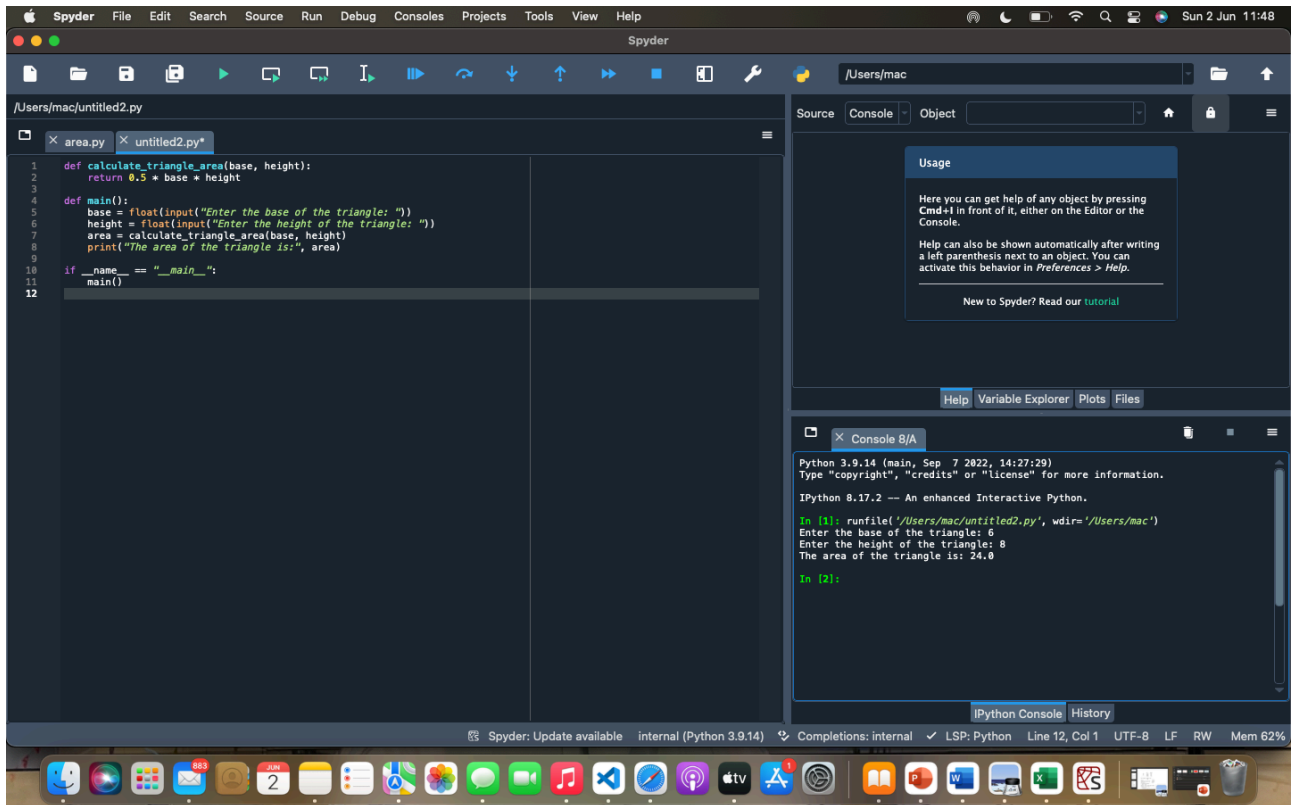 Spyder File Edit Search Source Run Debug Consoles Projects Tools View Help Sun 2 Jun 11:48
Spyder
/Users/mac
/Users/mac/untitled2.py
area.py untitled2.py*
1 def calculate_triangle_area(base, height):
2 return 0.5 * base * height
3
4 def main():
5 base = float(input("Enter the base of the triangle: "))
6 height = float(input("Enter the height of the triangle: "))
7 area = calculate_triangle_area(base, height)
8 print("The area of the triangle is:", area)
9
10 if __name__ == "__main__":
11 main()
12
Source Console Object
Usage
Here you can get help of any object by pressing
Cmd+I in front of it, either on the Editor or the
Console.
Help can also be shown automatically after writing
a left parenthesis next to an object. You can
activate this behavior in Preferences > Help.
New to Spyder? Read our tutorial
Help Variable Explorer Plots Files
Console 8/A
Python 3.9.14 (main, Sep 7 2022, 14:27:29)
Type "copyright", "credits" or "license" for more information.
IPython 8.17.2 -- An enhanced Interactive Python.
In [1]: runfile('/Users/mac/untitled2.py', wdir='/Users/mac')
Enter the base of the triangle: 6
Enter the height of the triangle: 8
The area of the triangle is: 24.0
In [2]:
IPython Console History
Spyder: Update available internal (Python 3.9.14) Completions: internal LSP: Python Line 12, Col 1 UTF-8 LF RW Mem 62%
883
JUN
2
tv
1
P
W
X